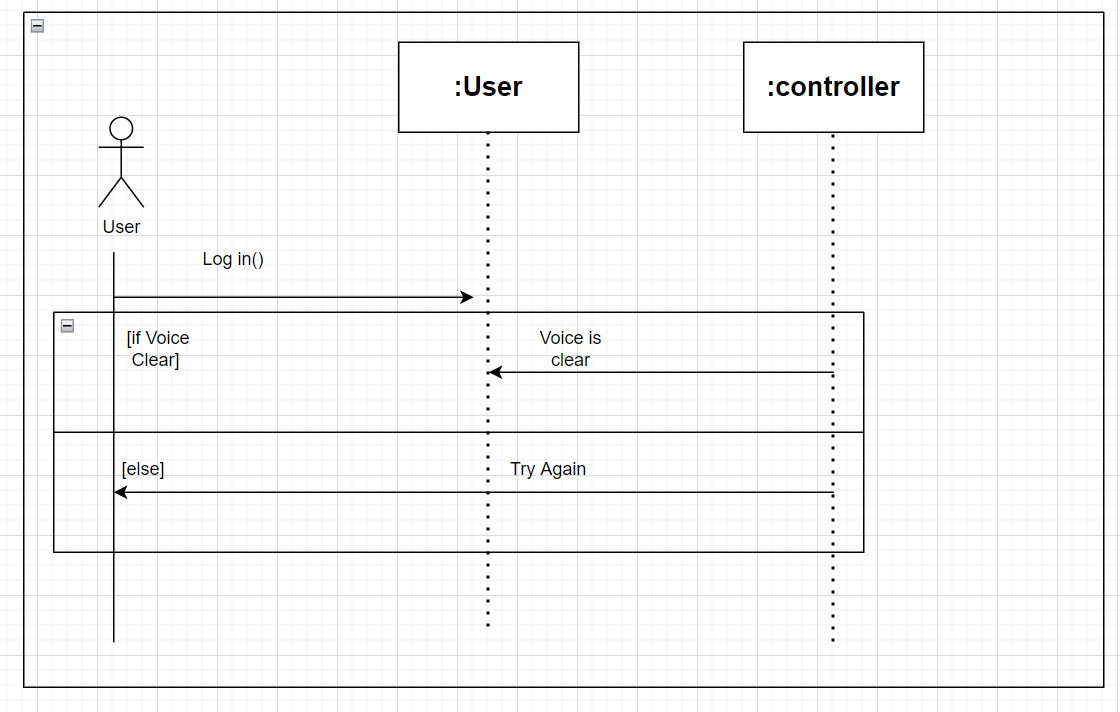 :User
:controller
User
Log in()
[if Voice
Clear]
Voice is
clear
[else]
Try Again